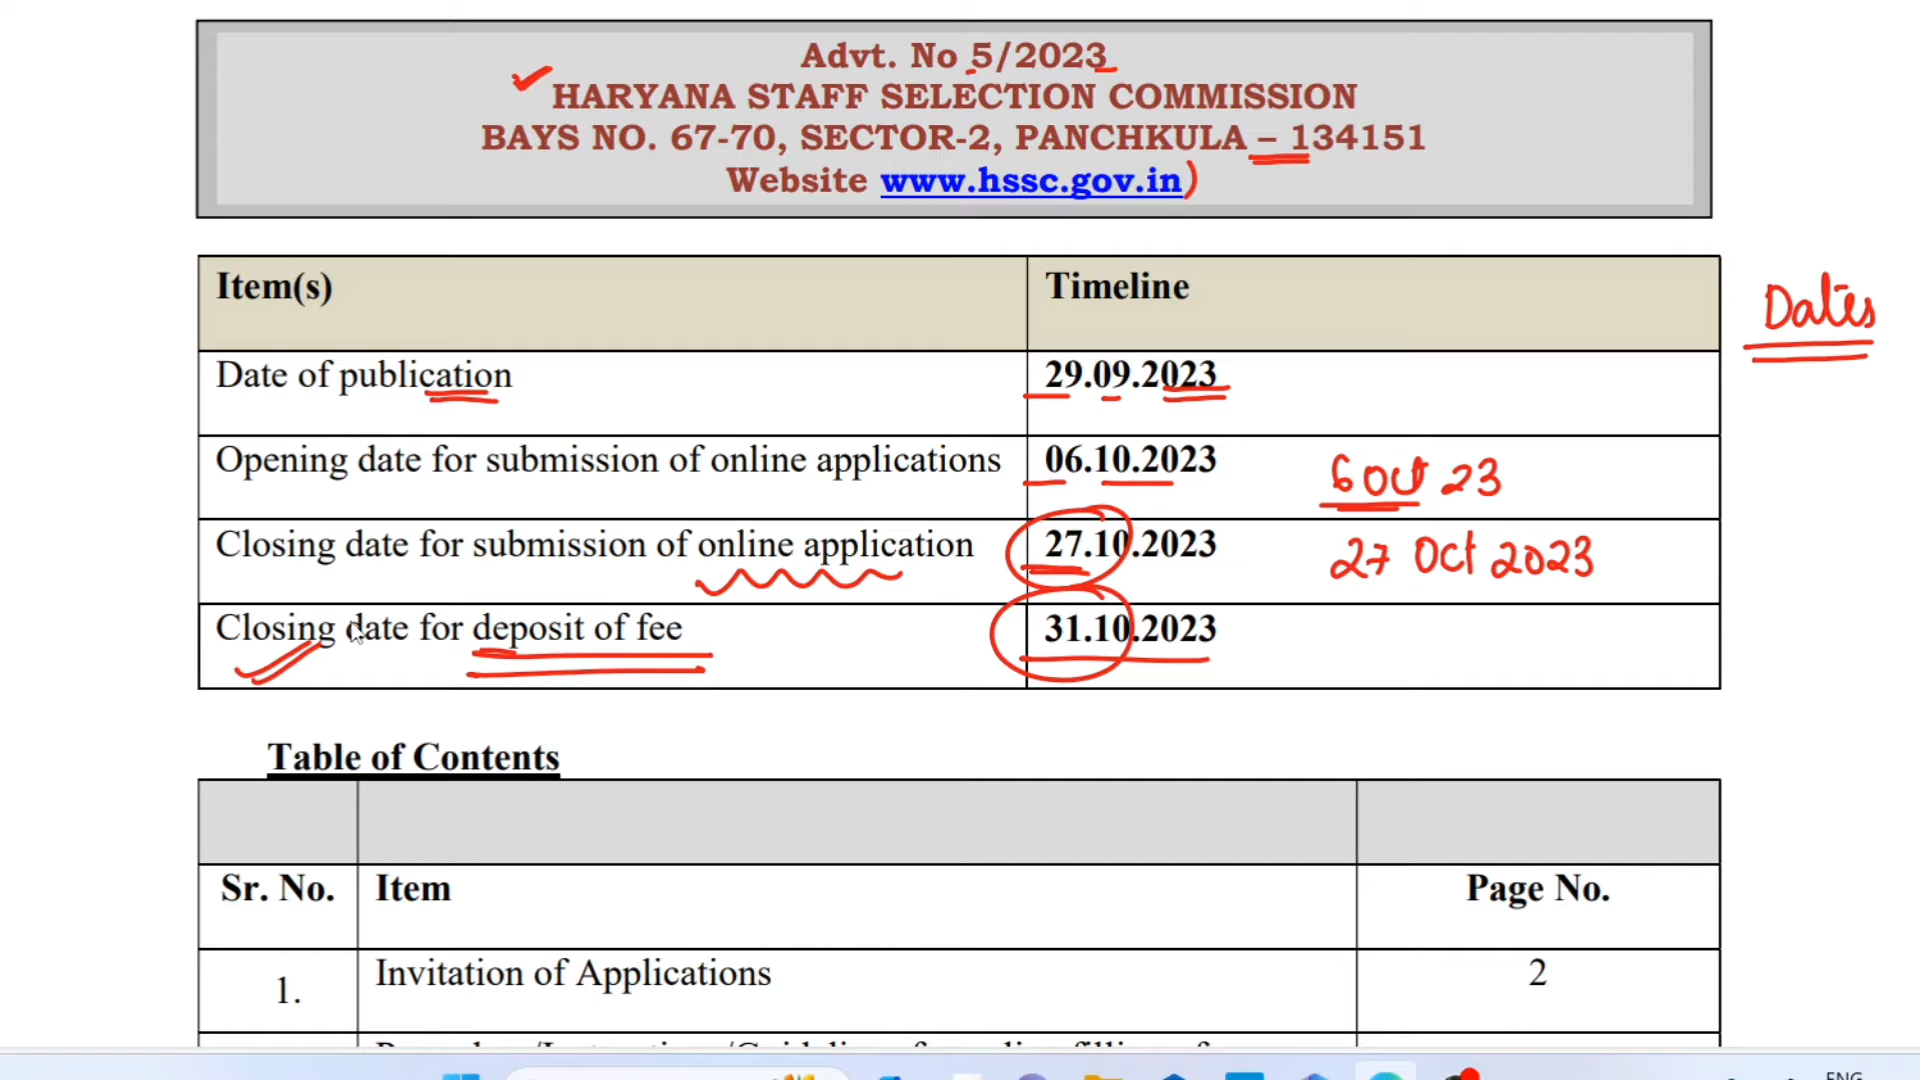 Advt. No 5/2023
HARYANA STAFF SELECTION COMMISSION
BAYS NO. 67-70, SECTOR-2, PANCHKULA – 134151
Website www.hssc.gov.in)
Item(s) Timeline
Dates
Date of publication 29.09.2023
Opening date for submission of online applications 06.10.2023 6 Oct 23
Closing date for submission of online application 27.10.2023 27 Oct 2023
Closing date for deposit of fee 31.10.2023
Table of Contents
Sr. No. Item Page No.
1. Invitation of Applications 2
ENG